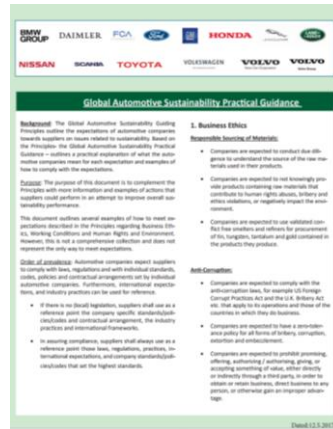 BMW
GROUP
DAIMLER
FCA
Ford
HONDA
NISSAN
SCANIA
TOYOTA
VOLKSWAGEN
VOLVO
VOLVO
Global Automotive Sustainability Practical Guidance
Background: The Global Automotive Sustainability Guiding
Principles outline the expectations of automotive companies
towards suppliers on issues related to sustainability. Based
on the Principles- the Global Automotive Sustainability Practical
Guidance – outlines a practical explanation of what the auto-
motive companies mean for each expectation and examples of
how to comply with the expectations.
Purpose: The purpose of this document is to complement the
Principles with more information and examples of actions that
suppliers could perform in an attempt to improve overall sus-
tainability performance.
This document outlines several examples of how to meet ex-
pectations described in the Principles regarding Business Eth-
ics, Working Conditions and Human Rights and Environment.
However, this is not a comprehensive collection and does not
represent the only way to meet expectations.
Order of precedence: Automotive companies expect suppliers
to comply with laws, regulations and with individual standards,
codes, policies and contractual arrangements set by individual
automotive companies. Furthermore, international expecta-
tions, and industry practices can be used for reference.
• If there is no (local) legislation, suppliers shall use as a
reference point the company specific standards/poli-
cies/codes and contractual arrangement, the industry
practices and international frameworks.
• In assuring compliance, suppliers shall always use as a
reference point those laws, regulations, practices, in-
ternational expectations, and company standards/poli-
cies/codes that set the highest standards.
1. Business Ethics
Responsible Sourcing of Materials:
• Companies are expected to conduct due dili-
gence to understand the source of the raw ma-
terials used in their products.
• Companies are expected to not knowingly pro-
vide products containing raw materials that
contribute to human rights abuses, bribery and
ethics violations, or negatively impact the envi-
ronment.
• Companies are expected to use validated con-
flict free smelters and refiners for procurement
of tin, tungsten, tantalum and gold contained in
the products they produce.
Anti-Corruption:
• Companies are expected to comply with the
anti-corruption laws, for example US Foreign
Corrupt Practices Act and the U.K. Bribery Act
etc. that apply to its operations and those of the
countries in which they do business.
• Companies are expected to have a zero-toler-
ance policy for all forms of bribery, corruption,
extortion and embezzlement.
• Companies are expected to prohibit promising,
offering, authorising / authorising, giving, or
accepting something of value, either directly
or indirectly through a third party, in order to
obtain or retain business, direct business to any
person, or otherwise gain an improper advan-
tage.